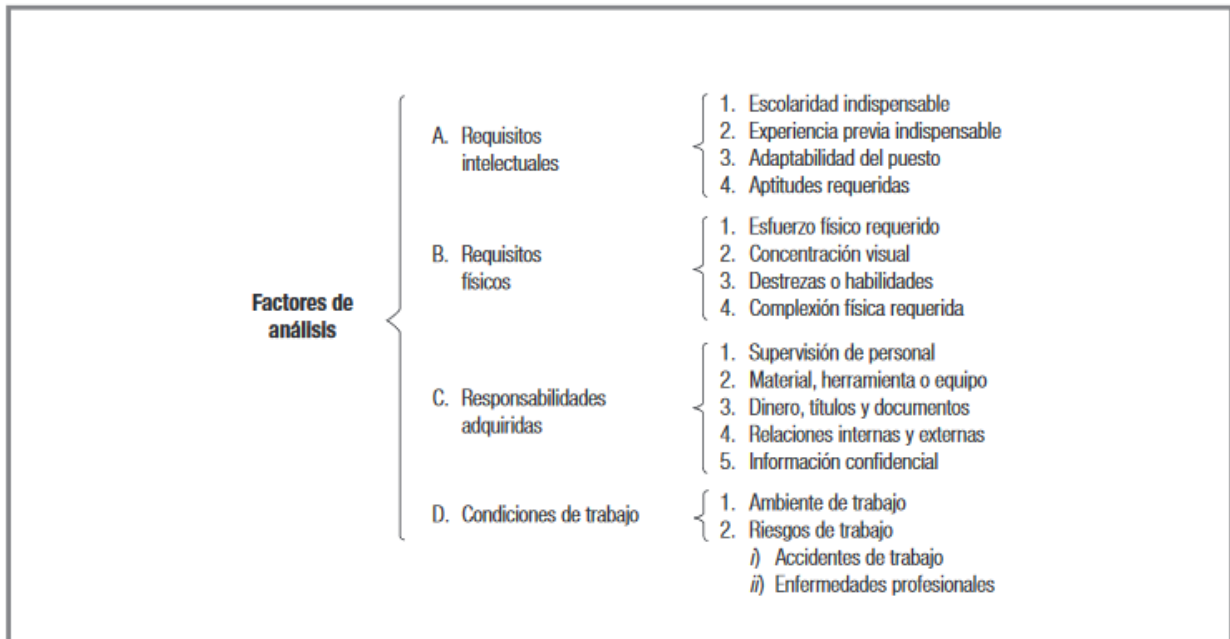 Factores de
análisis
A. Requisitos
intelectuales
1. Escolaridad indispensable
2. Experiencia previa indispensable
3. Adaptabilidad del puesto
4. Aptitudes requeridas
B. Requisitos
físicos
1. Esfuerzo físico requerido
2. Concentración visual
3. Destrezas o habilidades
4. Complexión física requerida
C. Responsabilidades
adquiridas
1. Supervisión de personal
2. Material, herramienta o equipo
3. Dinero, títulos y documentos
4. Relaciones internas y externas
5. Información confidencial
D. Condiciones de trabajo
1. Ambiente de trabajo
2. Riesgos de trabajo
i) Accidentes de trabajo
ii) Enfermedades profesionales